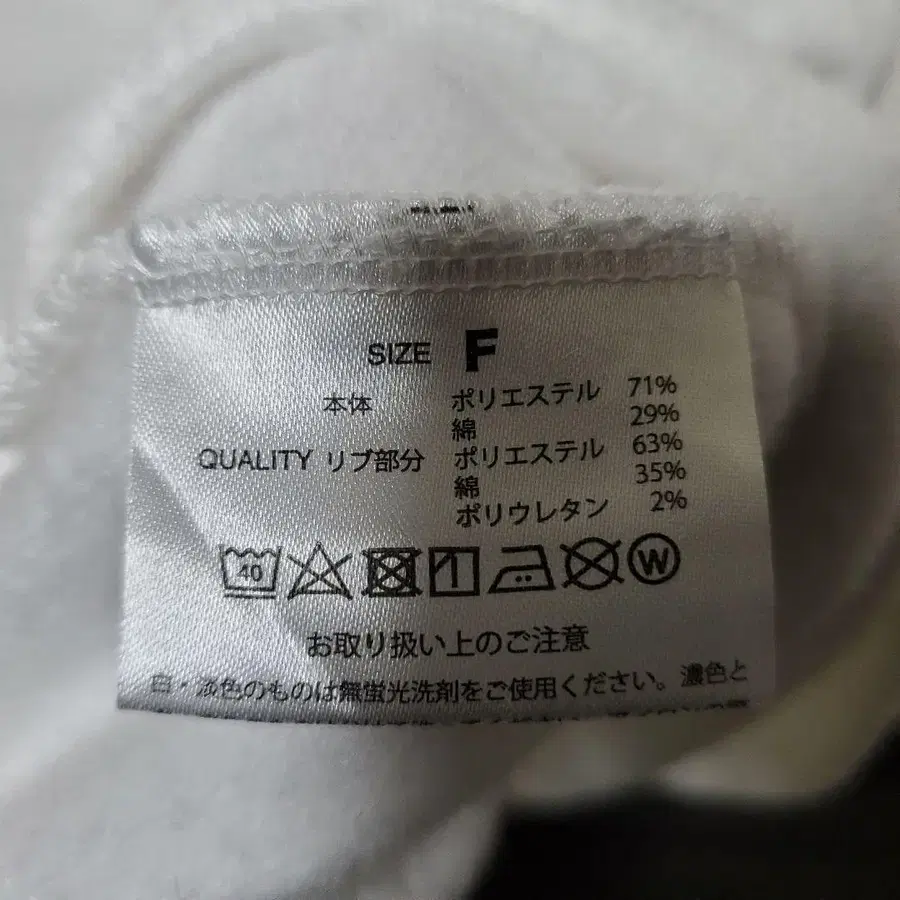 SIZE F
本体 ポリエステル 71%
綿 29%
QUALITY リブ部分 ポリエステル 63%
綿 35%
ポリウレタン 2%
40 W
お取り扱い上のご注意
白・淡色のものは無蛍光洗剤をご使用ください。濃色と